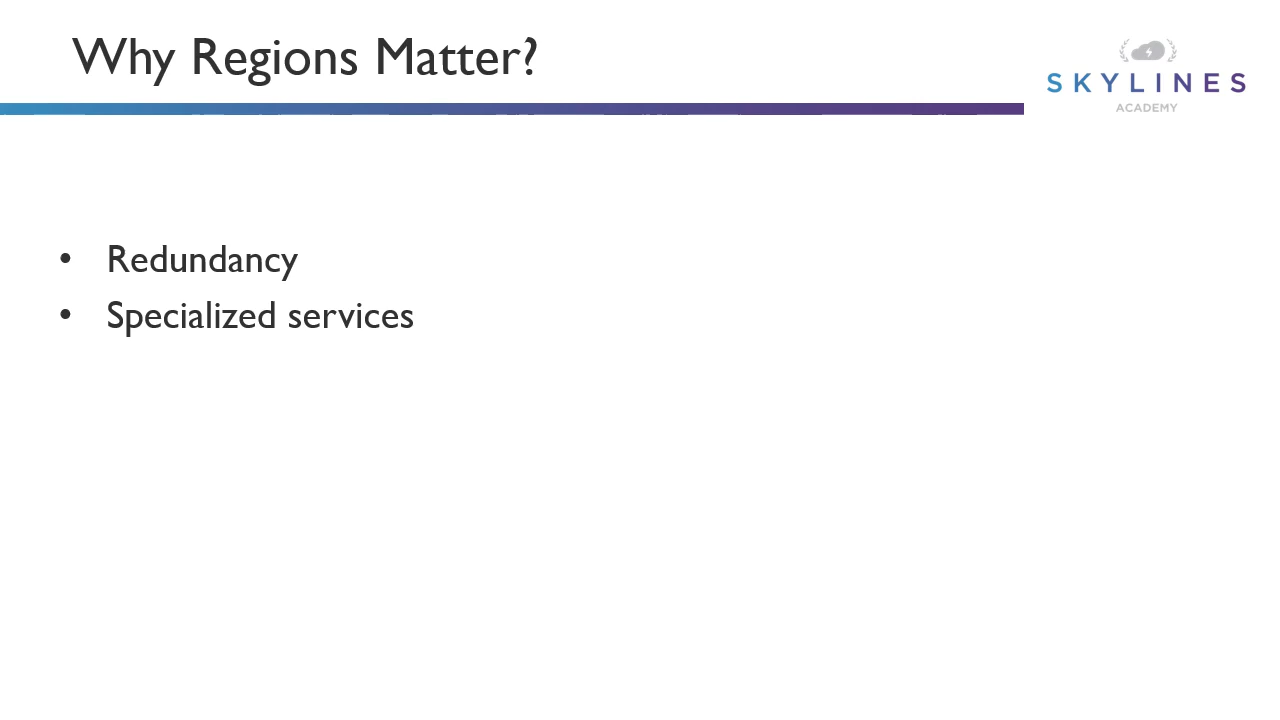 Why Regions Matter?
SKYLINES
ACADEMY
• Redundancy
• Specialized services